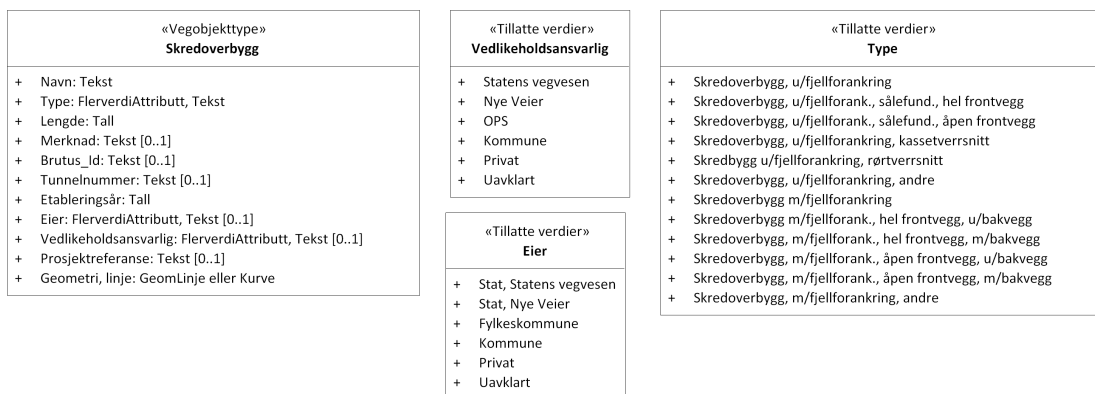 «Vegobjekttype»
Skredoverbygg
+ Navn: Tekst
+ Type: FlerverdiAttributt, Tekst
+ Lengde: Tall
+ Merknad: Tekst [0..1]
+ Brutus_Id: Tekst [0..1]
+ Tunnelnummer: Tekst [0..1]
+ Etableringsår: Tall
+ Eier: FlerverdiAttributt, Tekst [0..1]
+ Vedlikeholdsansvarlig: FlerverdiAttributt, Tekst [0..1]
+ Prosjektreferanse: Tekst [0..1]
+ Geometri, linje: GeomLinje eller Kurve
«Tillatte verdier»
Vedlikeholdsansvarlig
+ Statens vegvesen
+ Nye Veier
+ OPS
+ Kommune
+ Privat
+ Uavklart
«Tillatte verdier»
Eier
+ Stat, Statens vegvesen
+ Stat, Nye Veier
+ Fylkeskommune
+ Kommune
+ Privat
+ Uavklart
«Tillatte verdier»
Type
+ Skredoverbygg, u/fjellforankring
+ Skredoverbygg, u/fjellforank., sålefund., hel frontvegg
+ Skredoverbygg, u/fjellforank., sålefund., åpen frontvegg
+ Skredoverbygg, u/fjellforankring, kassetverrsnitt
+ Skredbygg u/fjellforankring, rørtverrsnitt
+ Skredoverbygg, u/fjellforankring, andre
+ Skredoverbygg m/fjellforankring
+ Skredoverbygg m/fjellforank., hel frontvegg, u/bakvegg
+ Skredoverbygg, m/fjellforank., hel frontvegg, m/bakvegg
+ Skredoverbygg, m/fjellforank., åpen frontvegg, u/bakvegg
+ Skredoverbygg, m/fjellforank., åpen frontvegg, m/bakvegg
+ Skredoverbygg, m/fjellforankring, andre